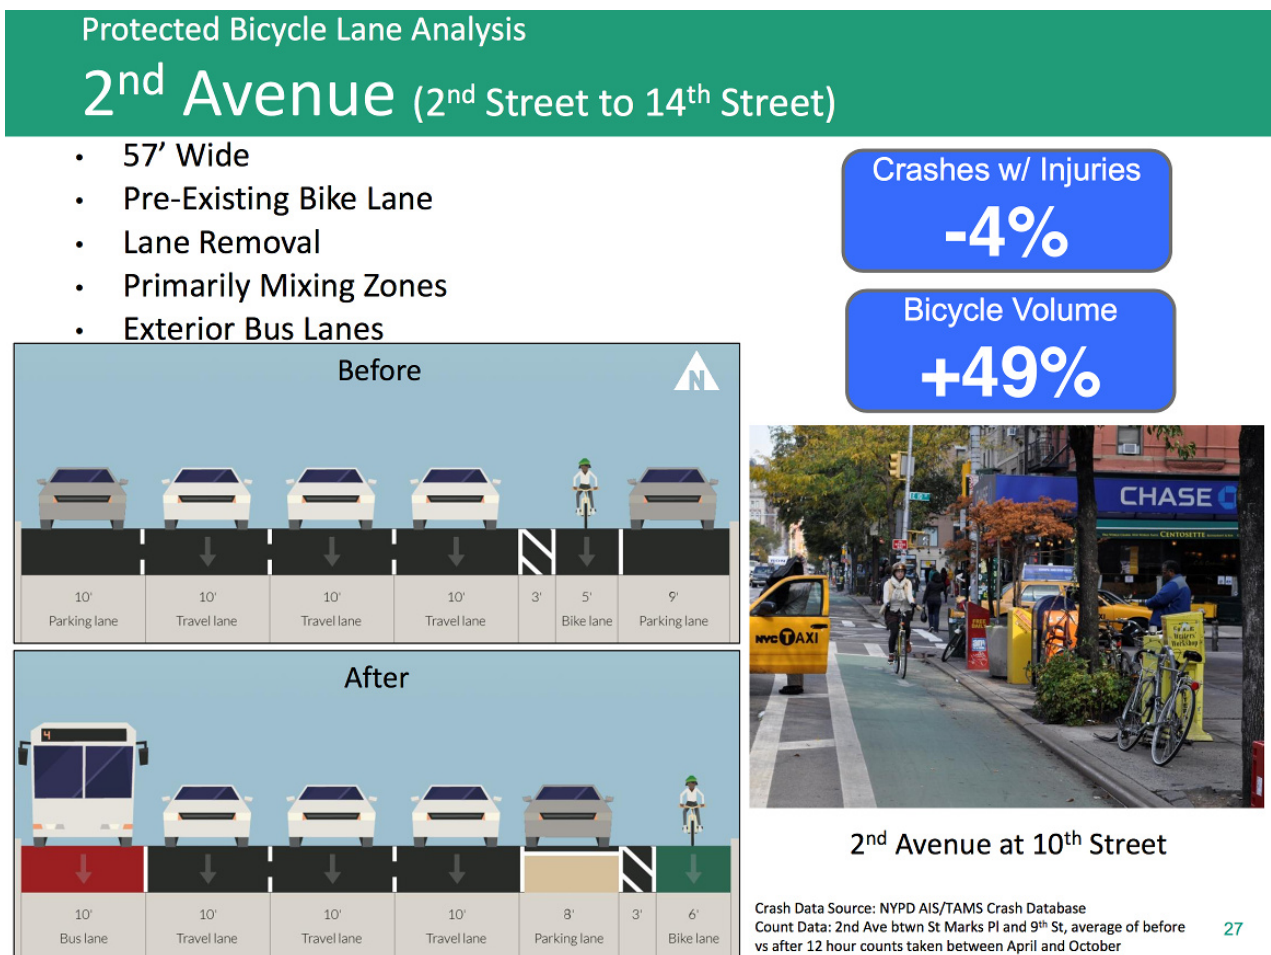 Protected Bicycle Lane Analysis
2nd Avenue (2nd Street to 14th Street)
• 57’ Wide
• Pre-Existing Bike Lane
• Lane Removal
• Primarily Mixing Zones
• Exterior Bus Lanes
Crashes w/ Injuries
-4%
Bicycle Volume
+49%
Before
N
10' 10' 10' 10' 3' 5' 9'
Parking lane Travel lane Travel lane Travel lane Bike lane Parking lane
After
4
10' 10' 10' 10' 8' 3' 6'
Bus lane Travel lane Travel lane Travel lane Parking lane Bike lane
CHASE
CENTOSETTE
NYC TAXI
2nd Avenue at 10th Street
Crash Data Source: NYPD AIS/TAMS Crash Database
Count Data: 2nd Ave btwn St Marks Pl and 9th St, average of before
vs after 12 hour counts taken between April and October
27